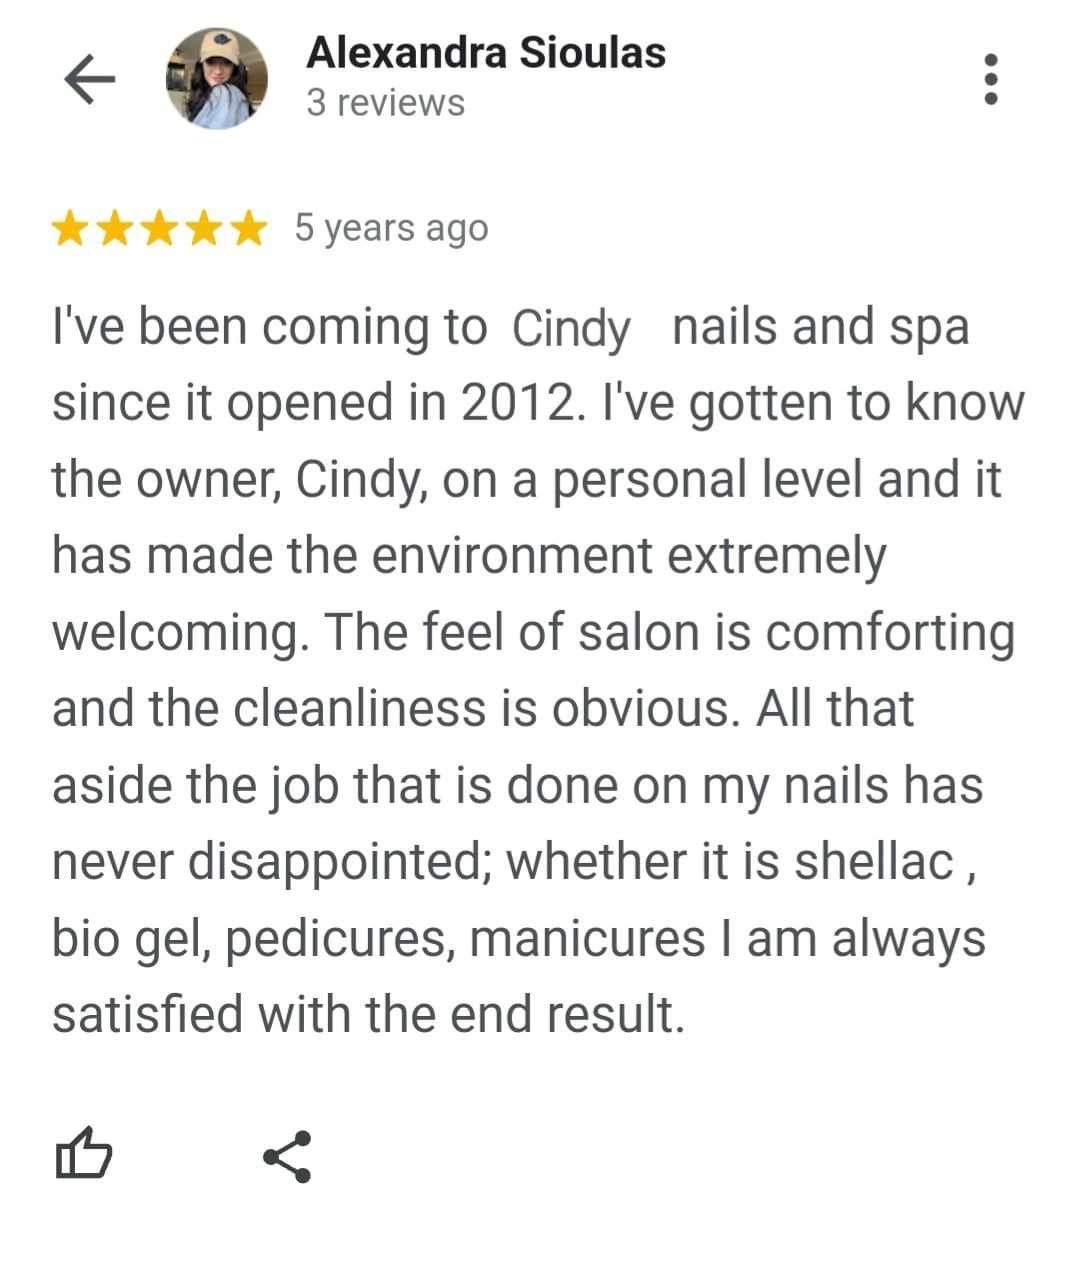 Alexandra Sioulas
3 reviews
5 years ago
I've been coming to Cindy nails and spa
since it opened in 2012. I've gotten to know
the owner, Cindy, on a personal level and it
has made the environment extremely
welcoming. The feel of salon is comforting
and the cleanliness is obvious. All that
aside the job that is done on my nails has
never disappointed; whether it is shellac ,
bio gel, pedicures, manicures I am always
satisfied with the end result.